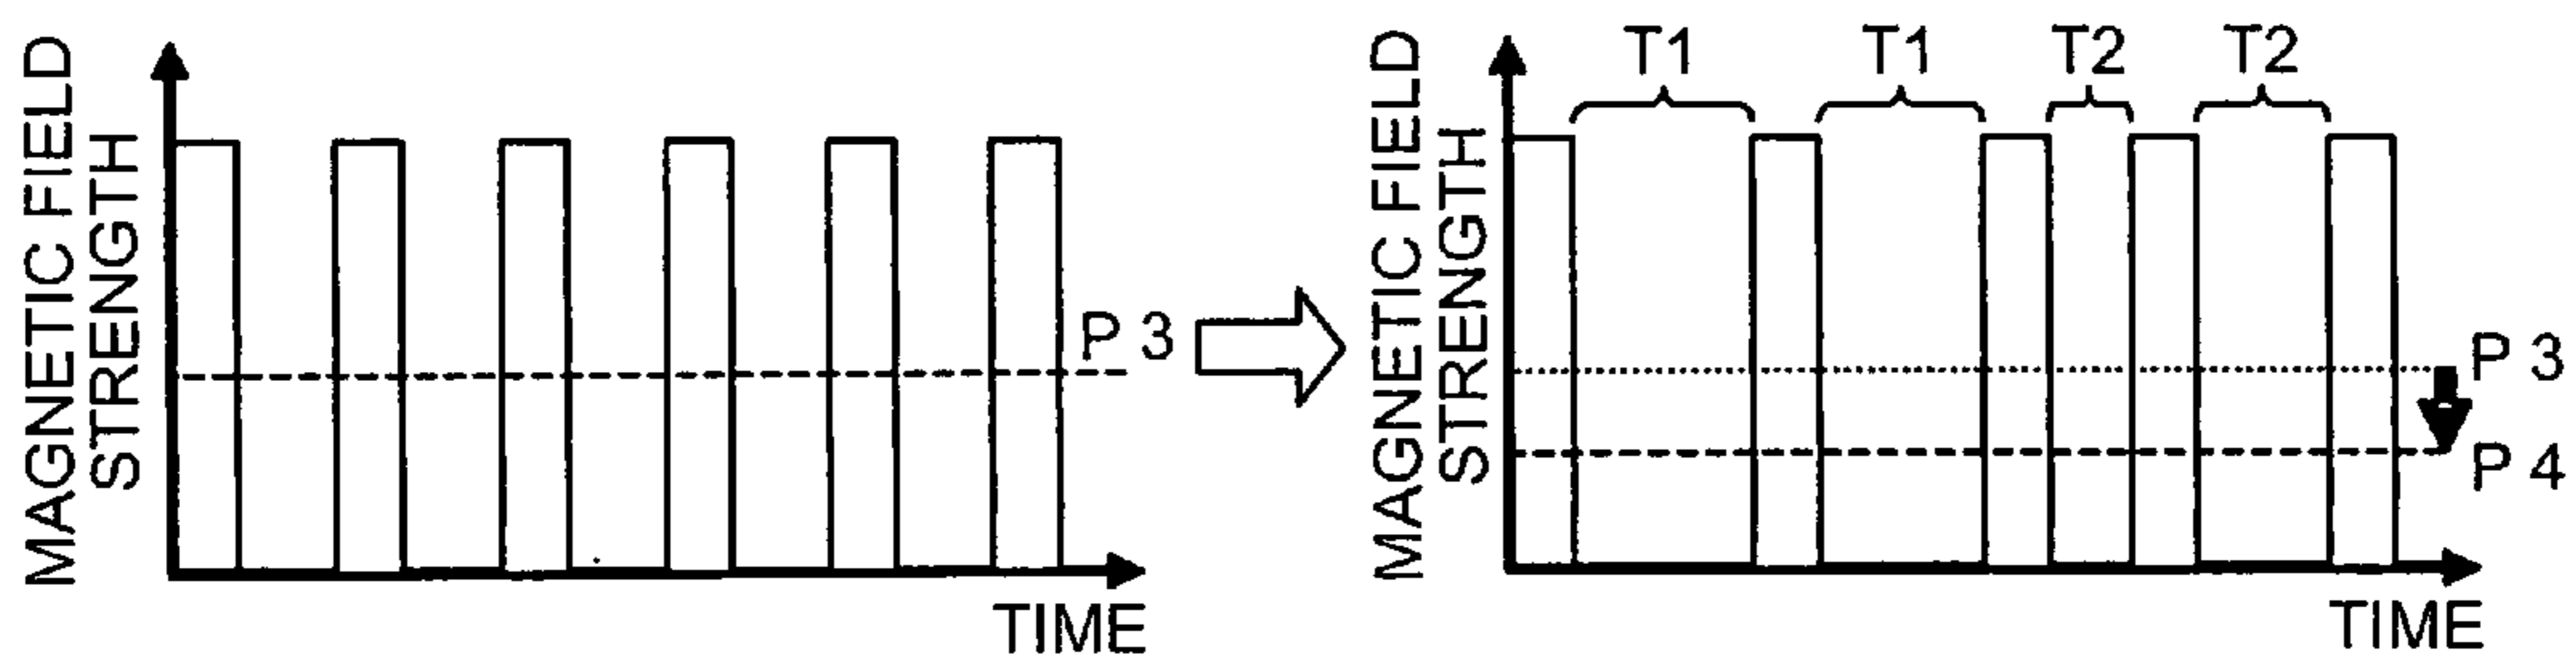 MAGNETIC FIELD
STRENGTH
P 3
TIME
MAGNETIC FIELD
STRENGTH
T1 T1 T2 T2
P 3
P 4
TIME